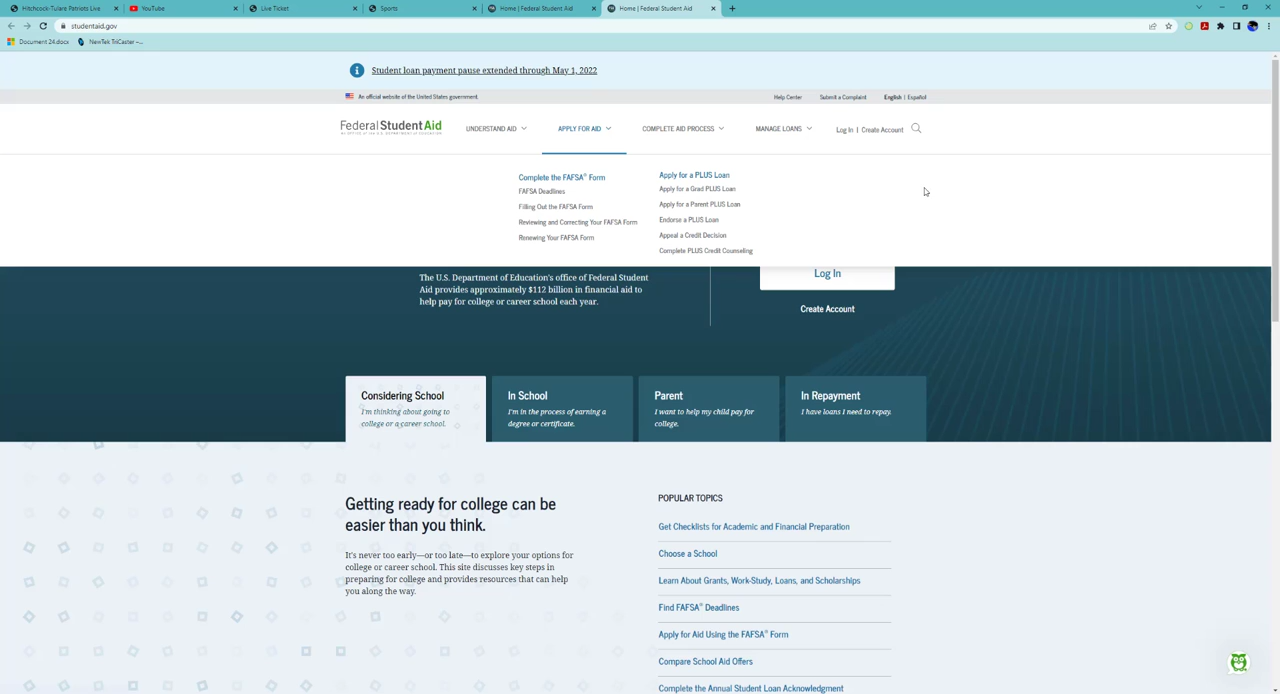 Hitchcock-Tulare Patriots Live
YouTube
Live Ticket
Sports
Home | Federal Student Aid
Home | Federal Student Aid
studentaid.gov
Document 24.docx
NewTek TriCaster –...
Student loan payment pause extended through May 1, 2022
An official website of the United States government.
Help Center
Submit a Complaint
English | Español
Federal Student Aid
UNDERSTAND AID
APPLY FOR AID
COMPLETE AID PROCESS
MANAGE LOANS
Log In | Create Account
Complete the FAFSA® Form
FAFSA Deadlines
Filling Out the FAFSA Form
Reviewing and Correcting Your FAFSA Form
Renewing Your FAFSA Form
Apply for a PLUS Loan
Apply for a Grad PLUS Loan
Apply for a Parent PLUS Loan
Endorse a PLUS Loan
Appeal a Credit Decision
Complete PLUS Credit Counseling
The U.S. Department of Education's office of Federal Student
Aid provides approximately $112 billion in financial aid to
help pay for college or career school each year.
Log In
Create Account
Considering School
I'm thinking about going to
college or a career school.
In School
I'm in the process of earning a
degree or certificate.
Parent
I want to help my child pay for
college.
In Repayment
I have loans I need to repay.
Getting ready for college can be
easier than you think.
It's never too early—or too late—to explore your options for
college or career school. This site discusses key steps in
preparing for college and provides resources that can help
you along the way.
POPULAR TOPICS
Get Checklists for Academic and Financial Preparation
Choose a School
Learn About Grants, Work-Study, Loans, and Scholarships
Find FAFSA® Deadlines
Apply for Aid Using the FAFSA® Form
Compare School Aid Offers
Complete the Annual Student Loan Acknowledgment